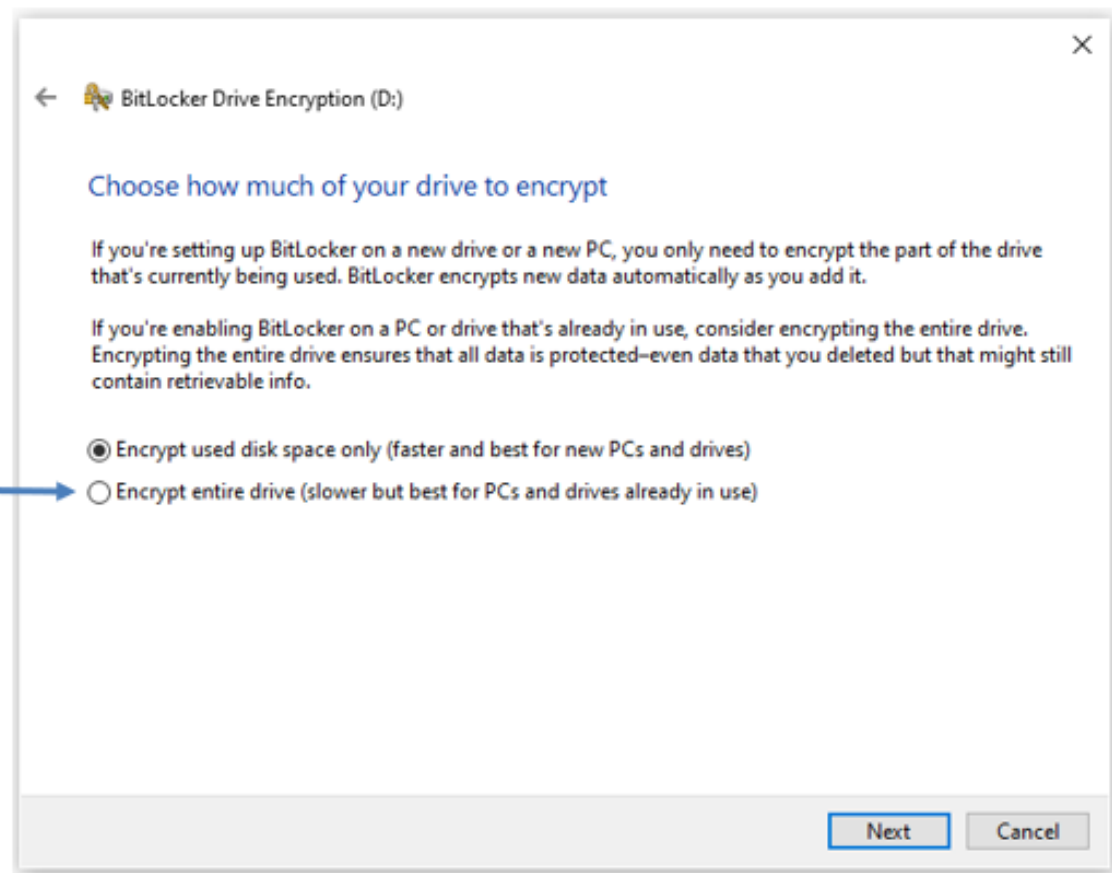 BitLocker Drive Encryption (D:)
Choose how much of your drive to encrypt
If you're setting up BitLocker on a new drive or a new PC, you only need to encrypt the part of the drive
that's currently being used. BitLocker encrypts new data automatically as you add it.
If you're enabling BitLocker on a PC or drive that's already in use, consider encrypting the entire drive.
Encrypting the entire drive ensures that all data is protected–even data that you deleted but that might still
contain retrievable info.
Encrypt used disk space only (faster and best for new PCs and drives)
Encrypt entire drive (slower but best for PCs and drives already in use)
Next
Cancel